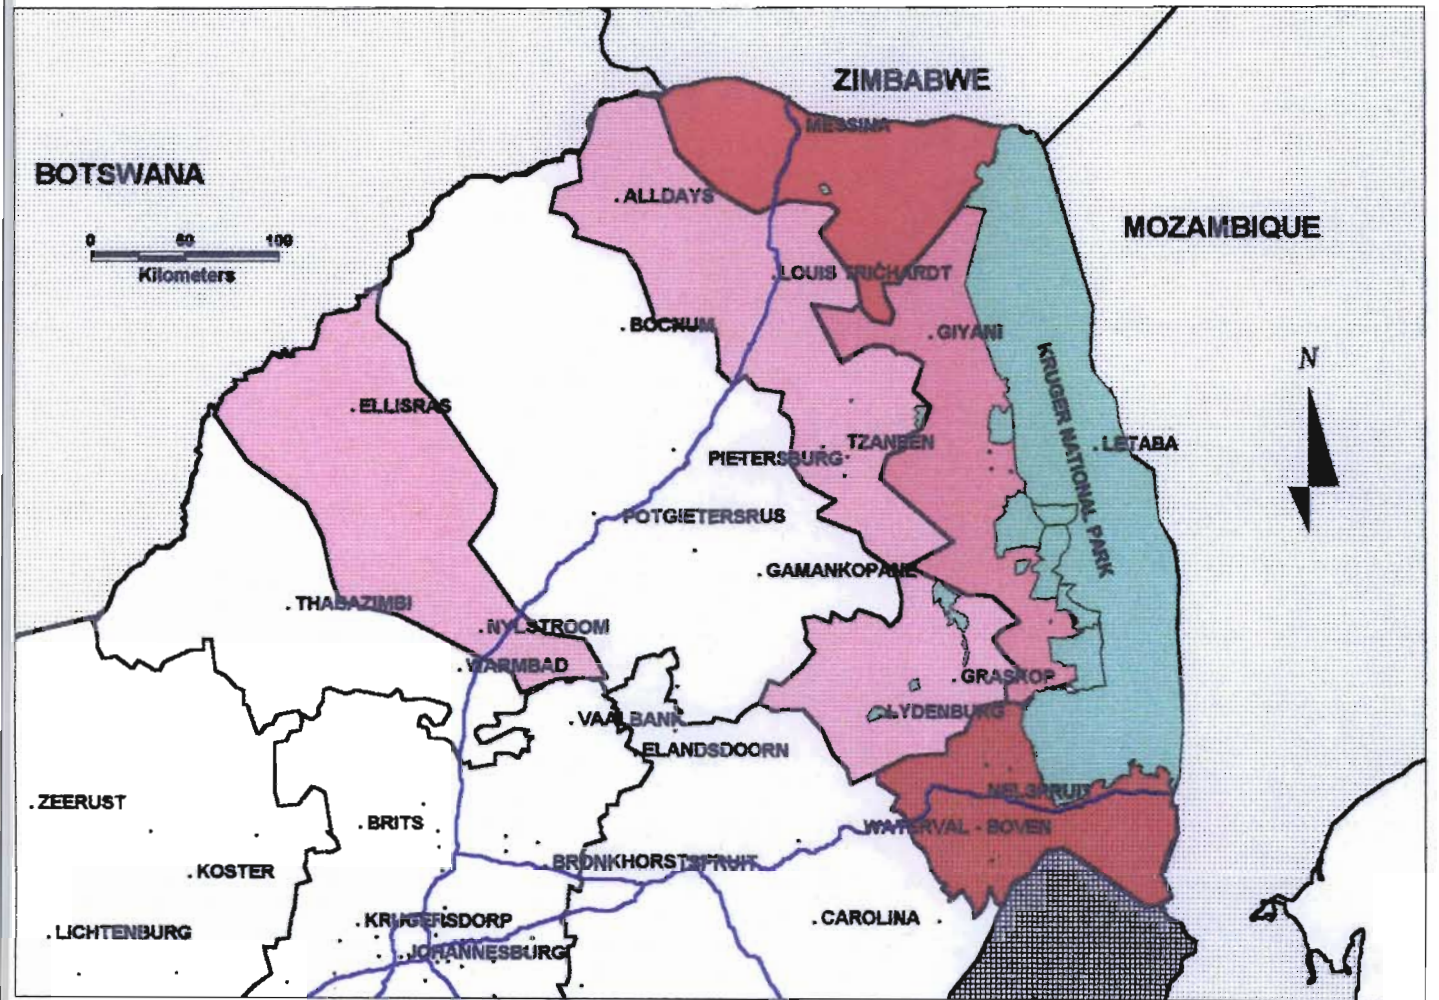 ZIMBABWE
MESSINA
BOTSWANA
.ALLDAYS
MOZAMBIQUE
0 50 100
Kilometers
.LOUIS TRICHARDT
.BOCHUM
.GIYANI
N
KRUGER NATIONAL PARK
.ELLISRAS
TZANEEN
.LETABA
PIETERSBURG
POTGIETERSRUS
.GAMANKOPANE
.THABAZIMBI
.NYLSTROOM
.WARMBAD
.GRASKOP
.LYDENBURG
.VAALBANK
ELANDSDOORN
NELSPRUIT
.ZEERUST
.BRITS
WATERVAL - BOVEN
BRONKHORSTSPRUIT
.KOSTER
.KRUGERSDORP
.CAROLINA
.LICHTENBURG
.JOHANNESBURG